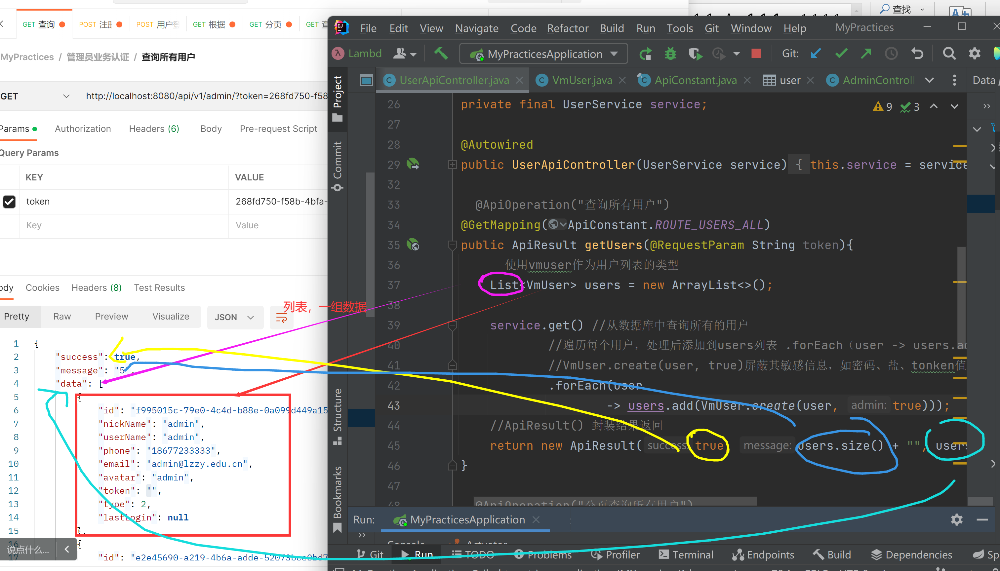 GET 查询
POST 注册
POST 用户登
GET 根据
GET 分页
GET 查
查找
File Edit View Navigate Code Refactor Build Run Tools Git Window Help MyPractices
MyPractices / 管理员业务认证 / 查询所有用户
Lambd MyPracticesApplication Git:
GET http://localhost:8080/api/v1/admin/?token=268fd750-f58
UserApiController.java VmUser.java ApiConstant.java user AdminControll Data
Params Authorization Headers (6) Body Pre-request Script
Query Params
KEY VALUE
token 268fd750-f58b-4bfa-
Key Value
Body Cookies Headers (8) Test Results
Pretty Raw Preview Visualize JSON
列表，一组数据
1 {
2 "success": true,
3 "message": "5",
4 "data": [
5 {
6 "id": "f995015c-79e0-4c4d-b88e-0a099d449a15
7 "nickName": "admin",
8 "userName": "admin",
9 "phone": "18677233333",
10 "email": "admin@lzzy.edu.cn",
11 "avatar": "admin",
12 "token": "",
13 "type": 2,
14 "lastLogin": null
15 },
16 {
17 "id": "e2e45690-a219-4b6a-adde-52073bce0bd7
说点什么...
Project
Commit
Structure
Bookmarks
9 3
26 private final UserService service;
27
28 @Autowired
29 public UserApiController(UserService service) { this.service = service
32
33 @ApiOperation("查询所有用户")
34 @GetMapping(ApiConstant.ROUTE_USERS_ALL)
35 public ApiResult getUsers(@RequestParam String token){
36 使用vmuser作为用户列表的类型
37 List<VmUser> users = new ArrayList<>();
38
39 service.get() //从数据库中查询所有的用户
40 //遍历每个用户，处理后添加到users列表 .forEach（user -> users.ad
41 //VmUser.create(user, true)屏蔽其敏感信息，如密码、盐、tonken值
42 .forEach(user
43 -> users.add(VmUser.create(user, admin: true)));
44 //ApiResult() 封装结果返回
45 return new ApiResult( success: true message: users.size() + "", users
46 }
47
48 @ApiOperation("分页查询所有用户")
Run: MyPracticesApplication
Console Actuator
Git Run TODO Problems Profiler Terminal Endpoints Build Dependencies Sp